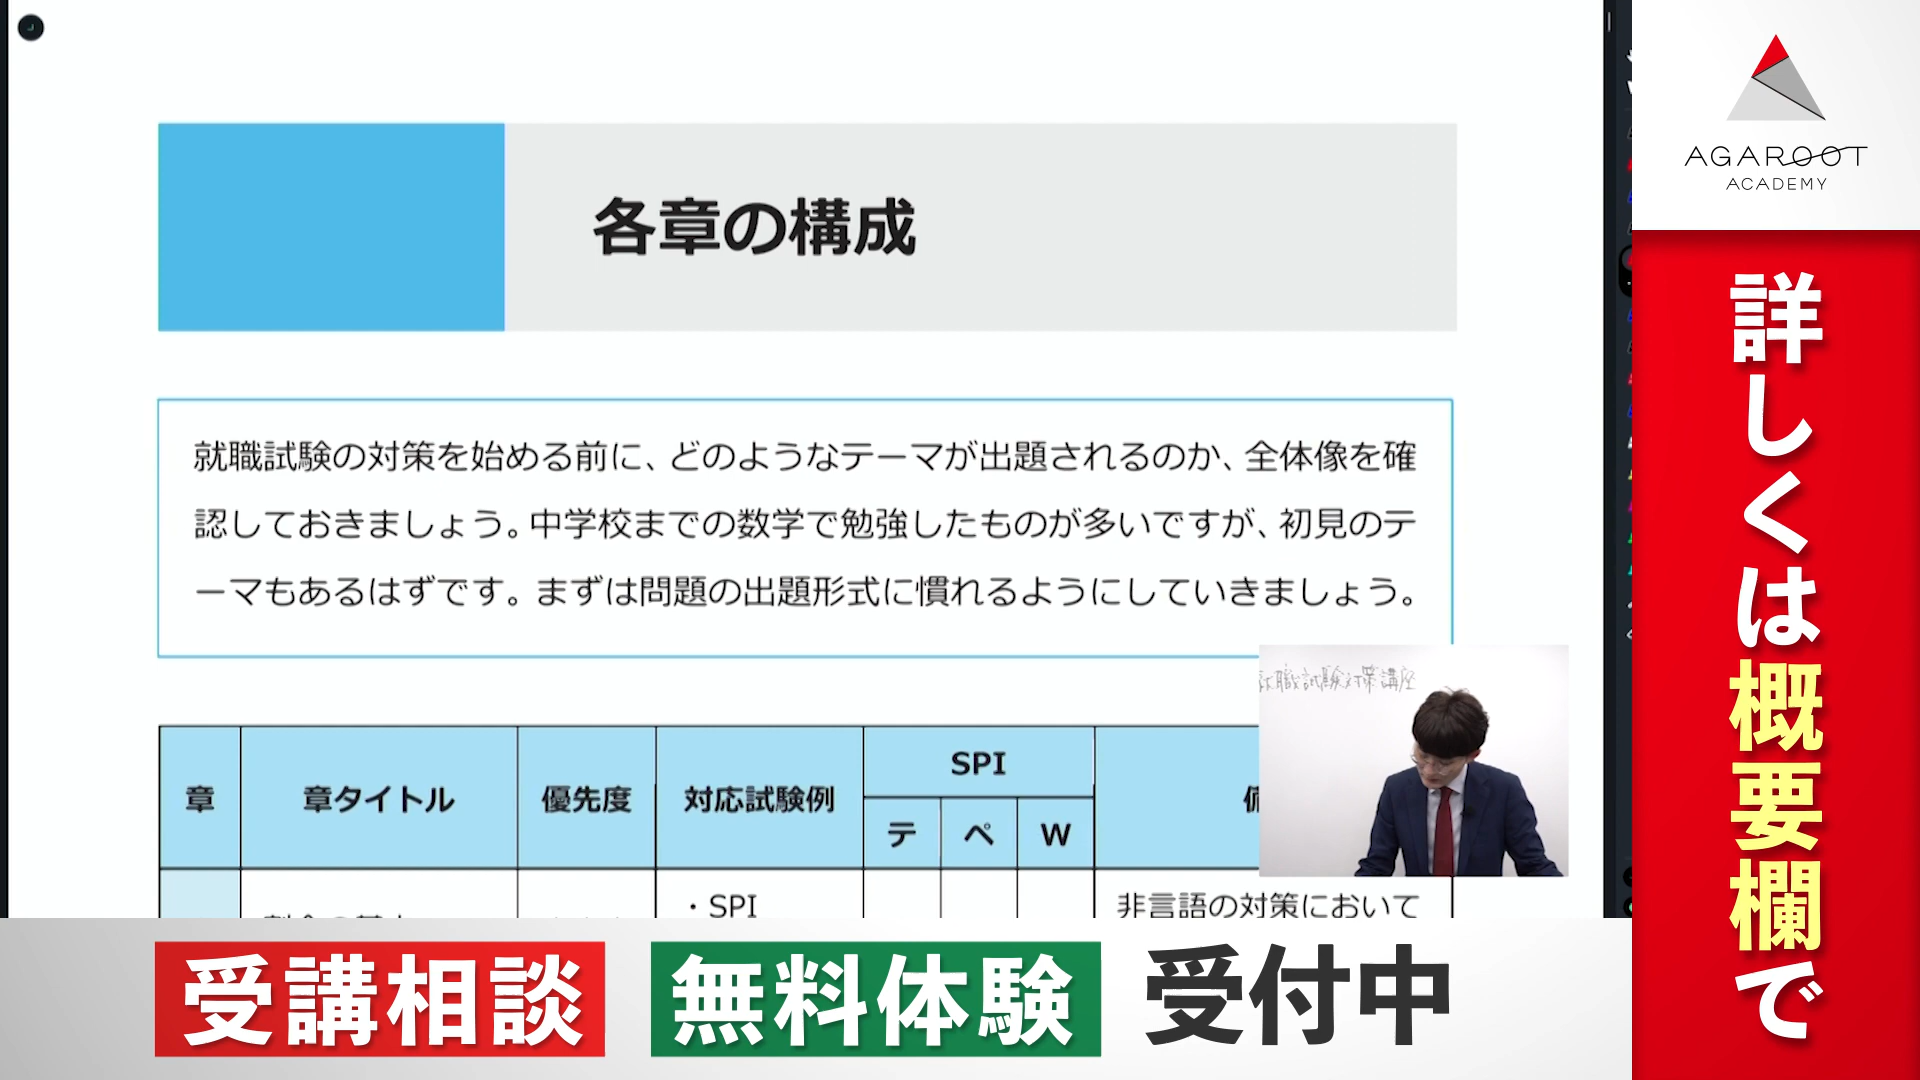 各章の構成
就職試験の対策を始める前に、どのようなテーマが出題されるのか、全体像を確
認しておきましょう。中学校までの数学で勉強したものが多いですが、初見のテ
ーマもあるはずです。まずは問題の出題形式に慣れるようにしていきましょう。
章 章タイトル 優先度 対応試験例 SPI
テ ペ W
・SPI 非言語の対策において
職試験対策講座
AGAROOT
ACADEMY
詳しくは概要欄で
受講相談 無料体験 受付中